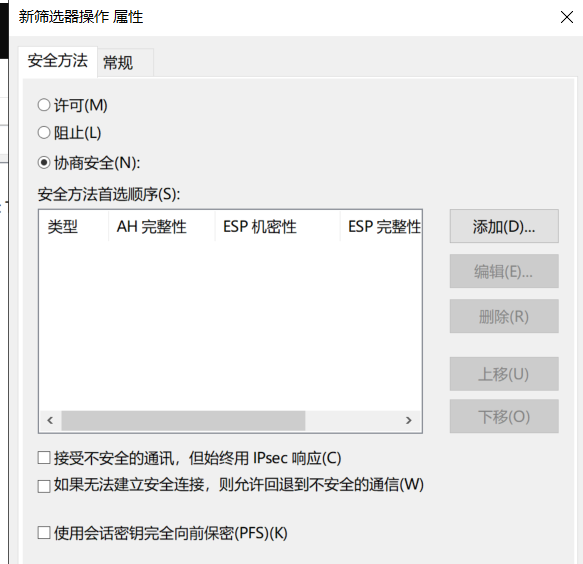 新筛选器操作 属性
安全方法 常规
许可(M)
阻止(L)
协商安全(N):
安全方法首选顺序(S):
类型 AH 完整性 ESP 机密性 ESP 完整性
添加(D)...
编辑(E)...
删除(R)
上移(U)
下移(O)
接受不安全的通讯，但始终用 IPsec 响应(C)
如果无法建立安全连接，则允许回退到不安全的通信(W)
使用会话密钥完全向前保密(PFS)(K)